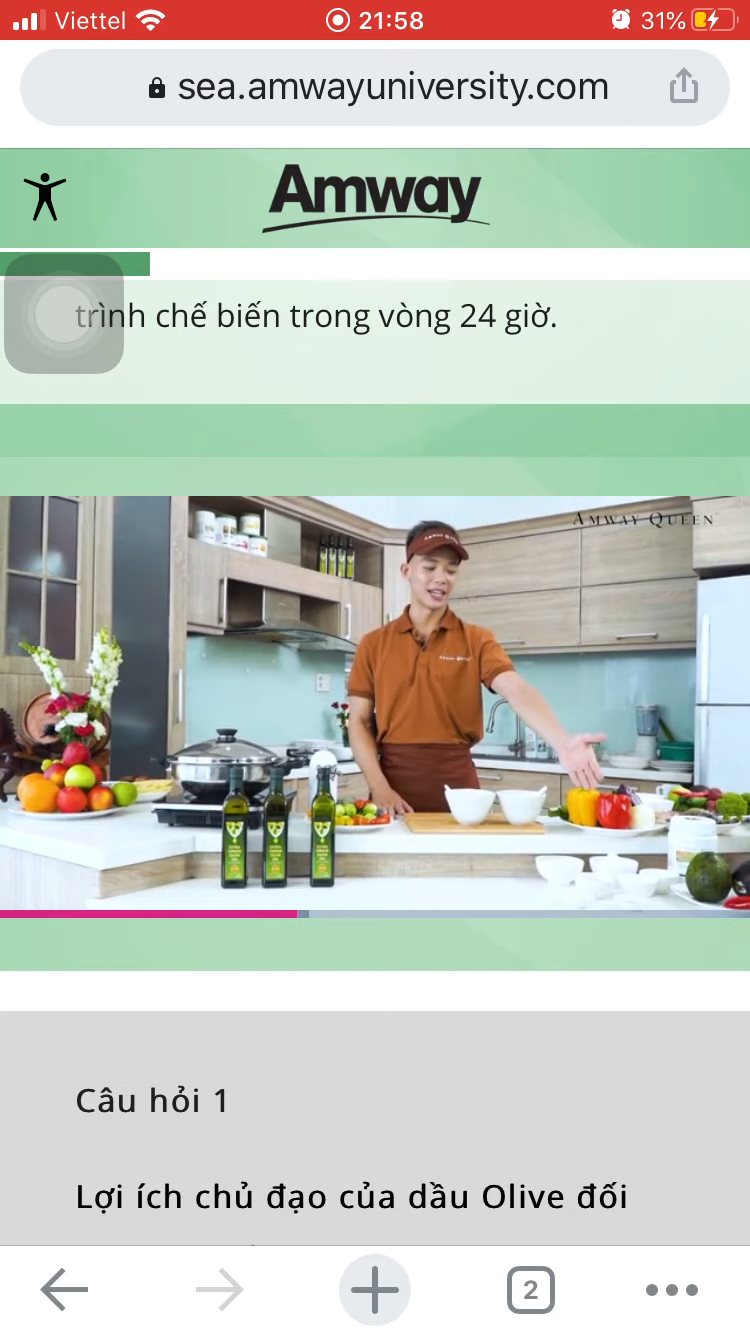 Viettel
21:58
31%
sea.amwayuniversity.com
Amway
trình chế biến trong vòng 24 giờ.
AMWAY QUEEN
Câu hỏi 1
Lợi ích chủ đạo của dầu Olive đối
2